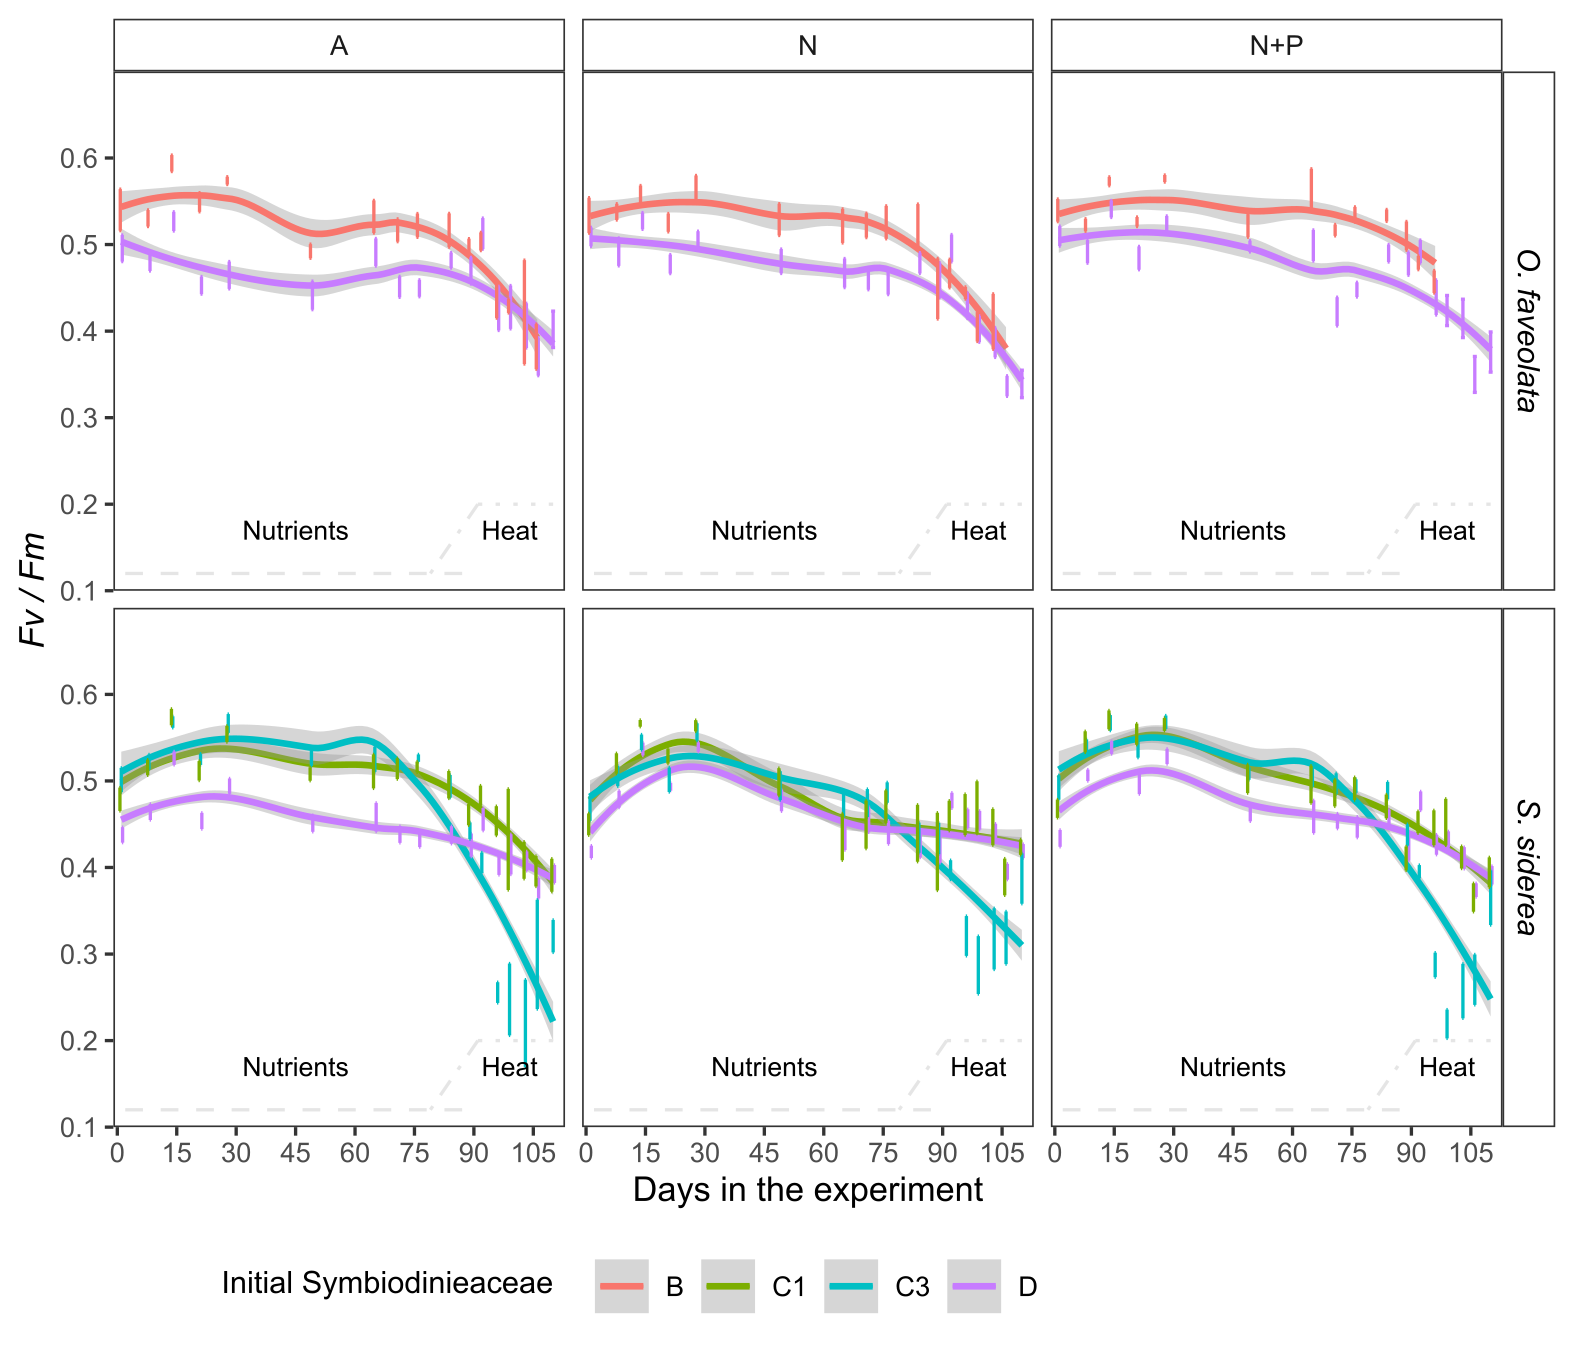 A
N
N+P
0.6
0.5
0.4
0.3
0.2
0.1
Nutrients
Heat
Nutrients
Heat
Nutrients
Heat
O. faveolata
Fv / Fm
0.6
0.5
0.4
0.3
0.2
0.1
Nutrients
Heat
Nutrients
Heat
Nutrients
Heat
S. siderea
0 15 30 45 60 75 90 105
0 15 30 45 60 75 90 105
0 15 30 45 60 75 90 105
Days in the experiment
Initial Symbiodinieaceae B C1 C3 D